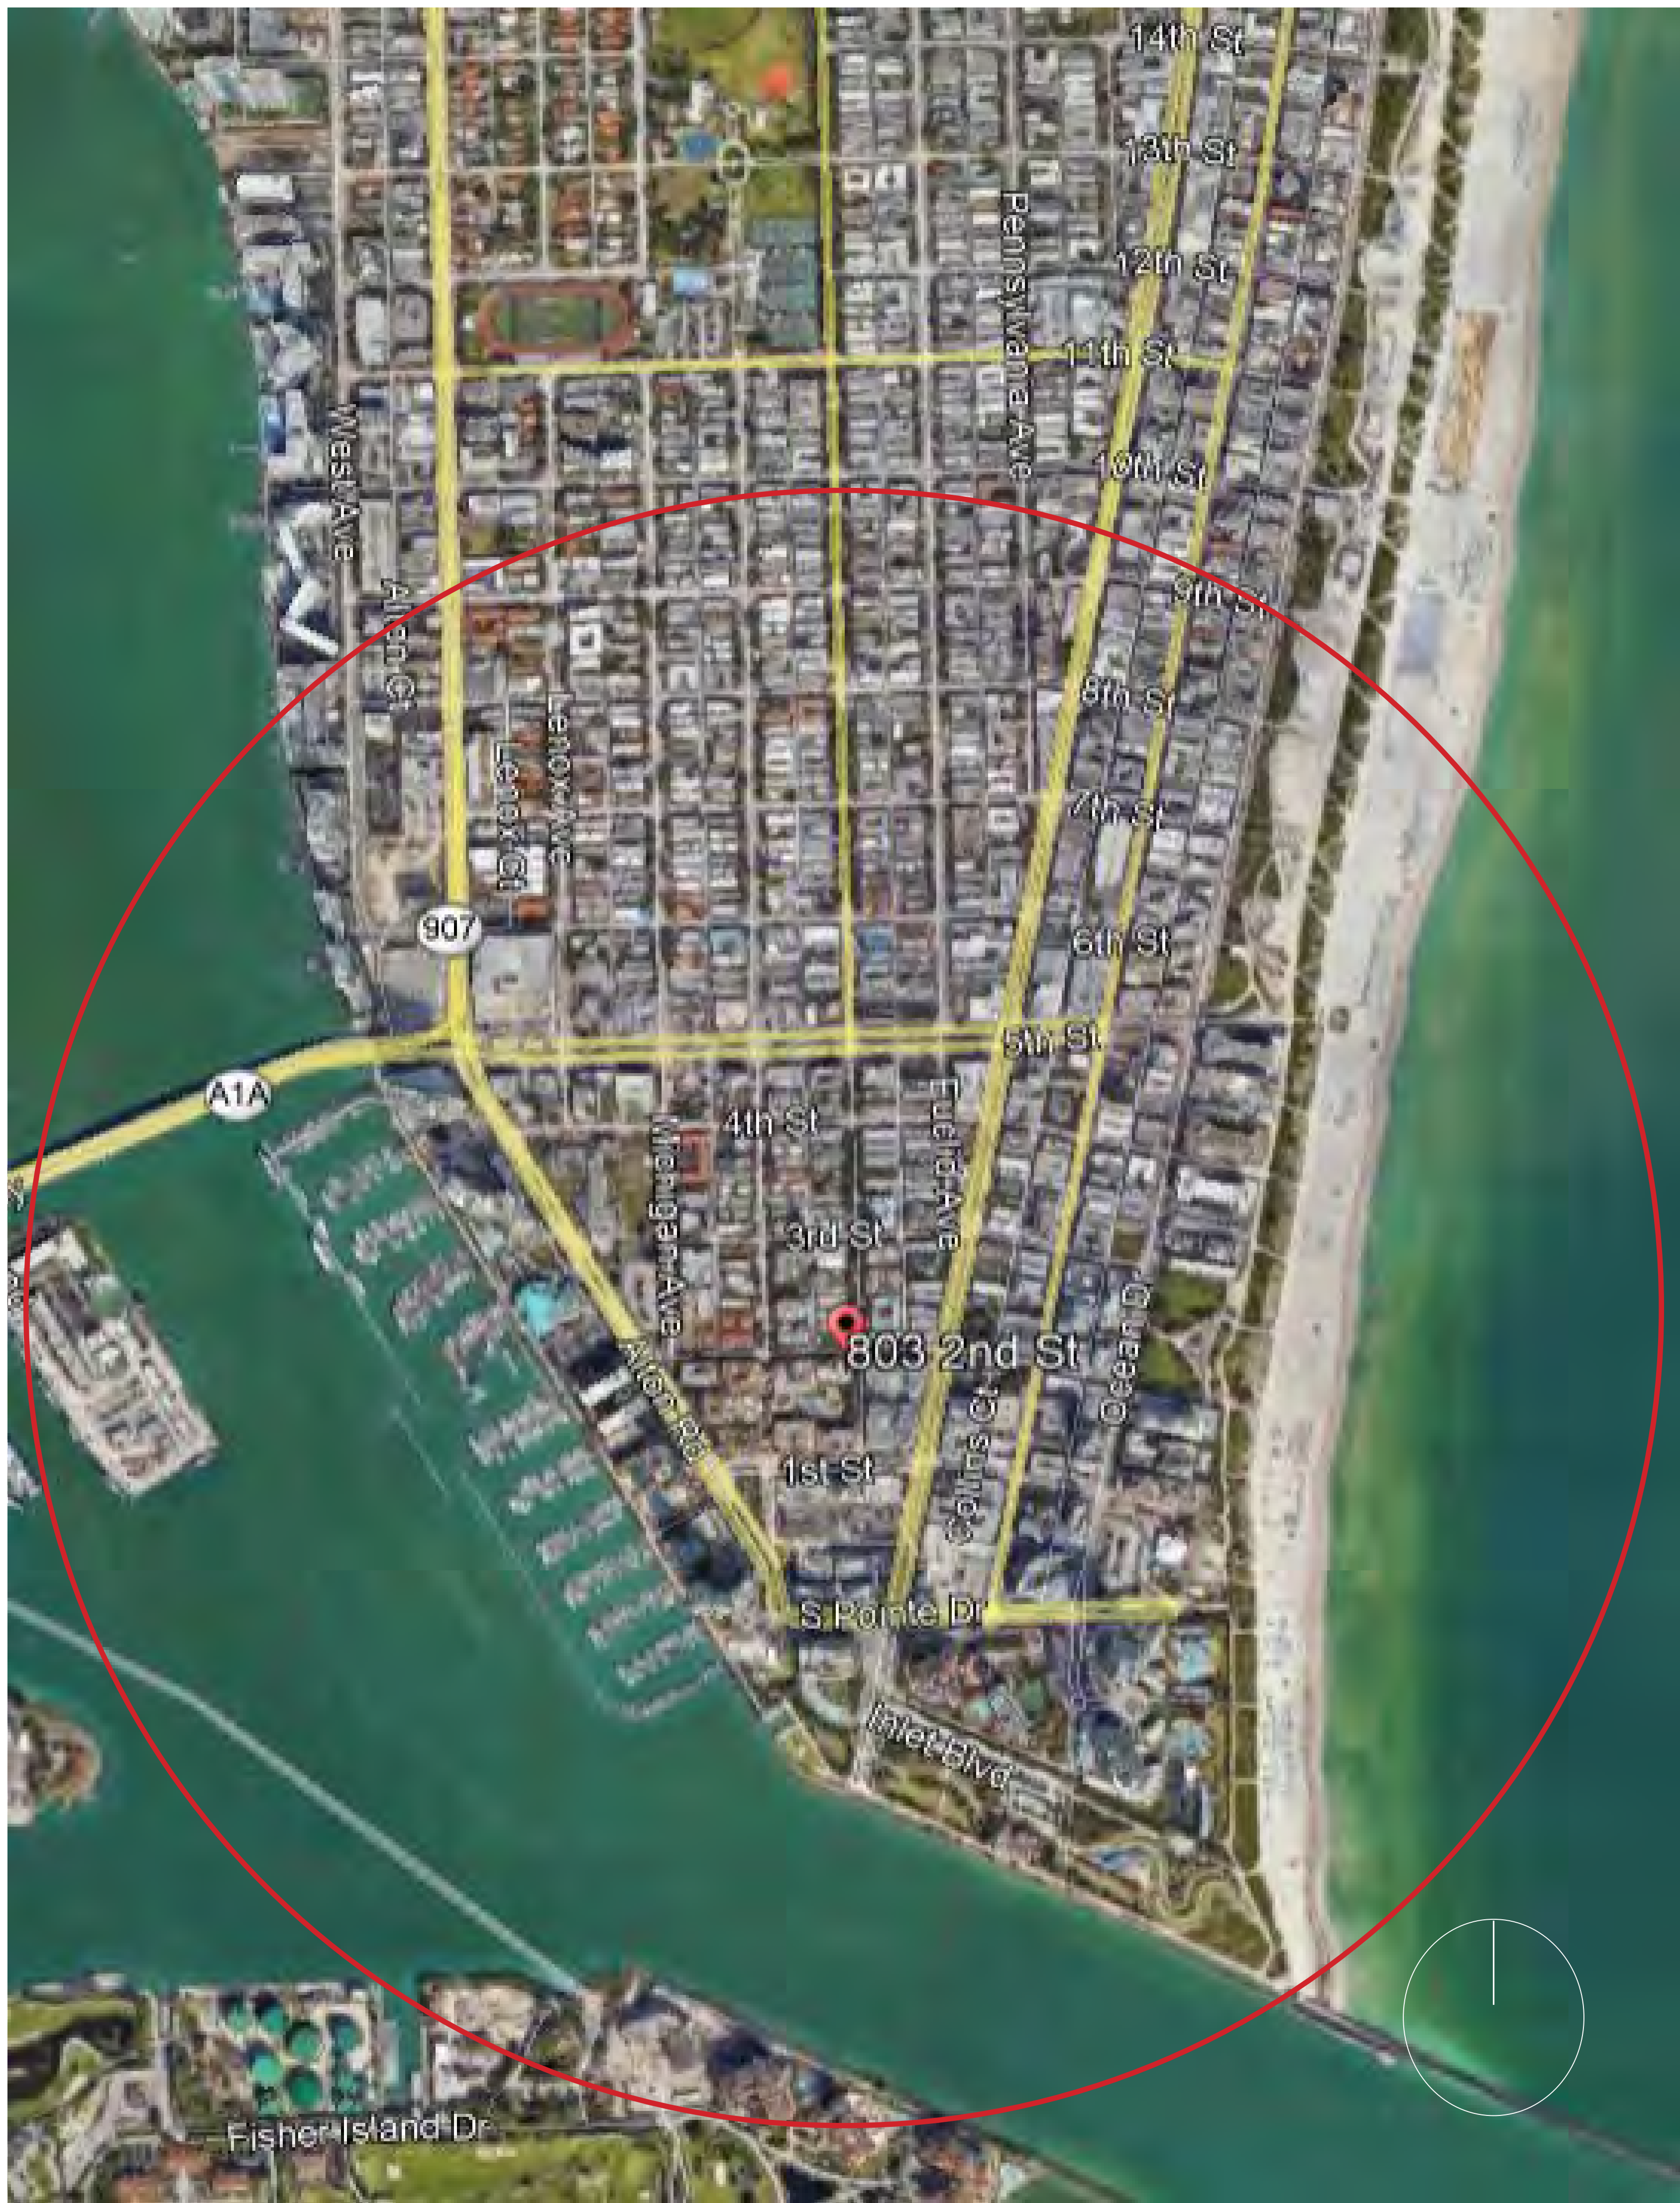 14th St
13th St
Pennsylvania Ave
12th St
11th St
West Ave
10th St
Alton Ct
9th St
8th St
Lenox Ave
Lenox Ct
7th St
907
6th St
5th St
A1A
4th St
Euclid Ave
Michigan Ave
3rd St
Ocean Dr
803 2nd St
Alton Rd
Collins Ct
1st St
S Pointe Dr
Inlet Blvd
Fisher Island Dr